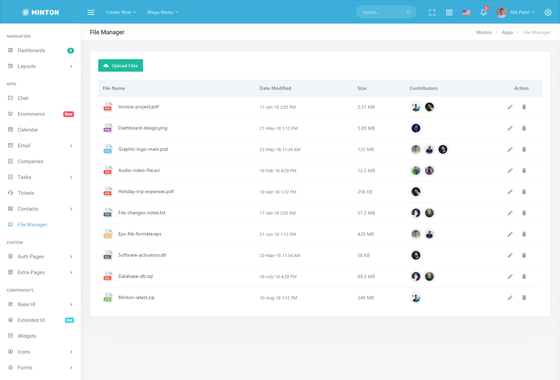 MINTON
Create New
Mega Menu
Search...
Nik Patel
File Manager
Minton > Apps > File Manager
NAVIGATION
Dashboards
Layouts
APPS
Chat
Ecommerce New
Calendar
Email
Companies
Tasks
Tickets
Contacts
File Manager
CUSTOM
Auth Pages
Extra Pages
COMPONENTS
Base UI
Extended UI Hot
Widgets
Icons
Forms
Upload Files
File Name Date Modified Size Contributors Action
Invoice-project.pdf 17-Jan-18 2:55 PM 2.31 MB
Dashboard-design.png 21-May-18 1:12 PM 3.89 MB
Graphic-logo-main.psd 23-May-18 11:34 AM 125 MB
Audio-video-file.avi 18-Feb-18 4:29 PM 12.3 MB
Holiday-trip-expenses.pdf 10-Apr-18 1:12 PM 256 KB
File-changes-notes.txt 17-Jan-18 2:55 PM 57.3 MB
Eps-file-formate.eps 21-Jun-18 1:12 PM 429 MB
Software-activation.dll 23-May-18 11:34 AM 59 KB
Database-db.sql 18-July-18 4:29 PM 89.2 MB
Minton-latest.zip 10-Aug-18 1:12 PM 248 MB